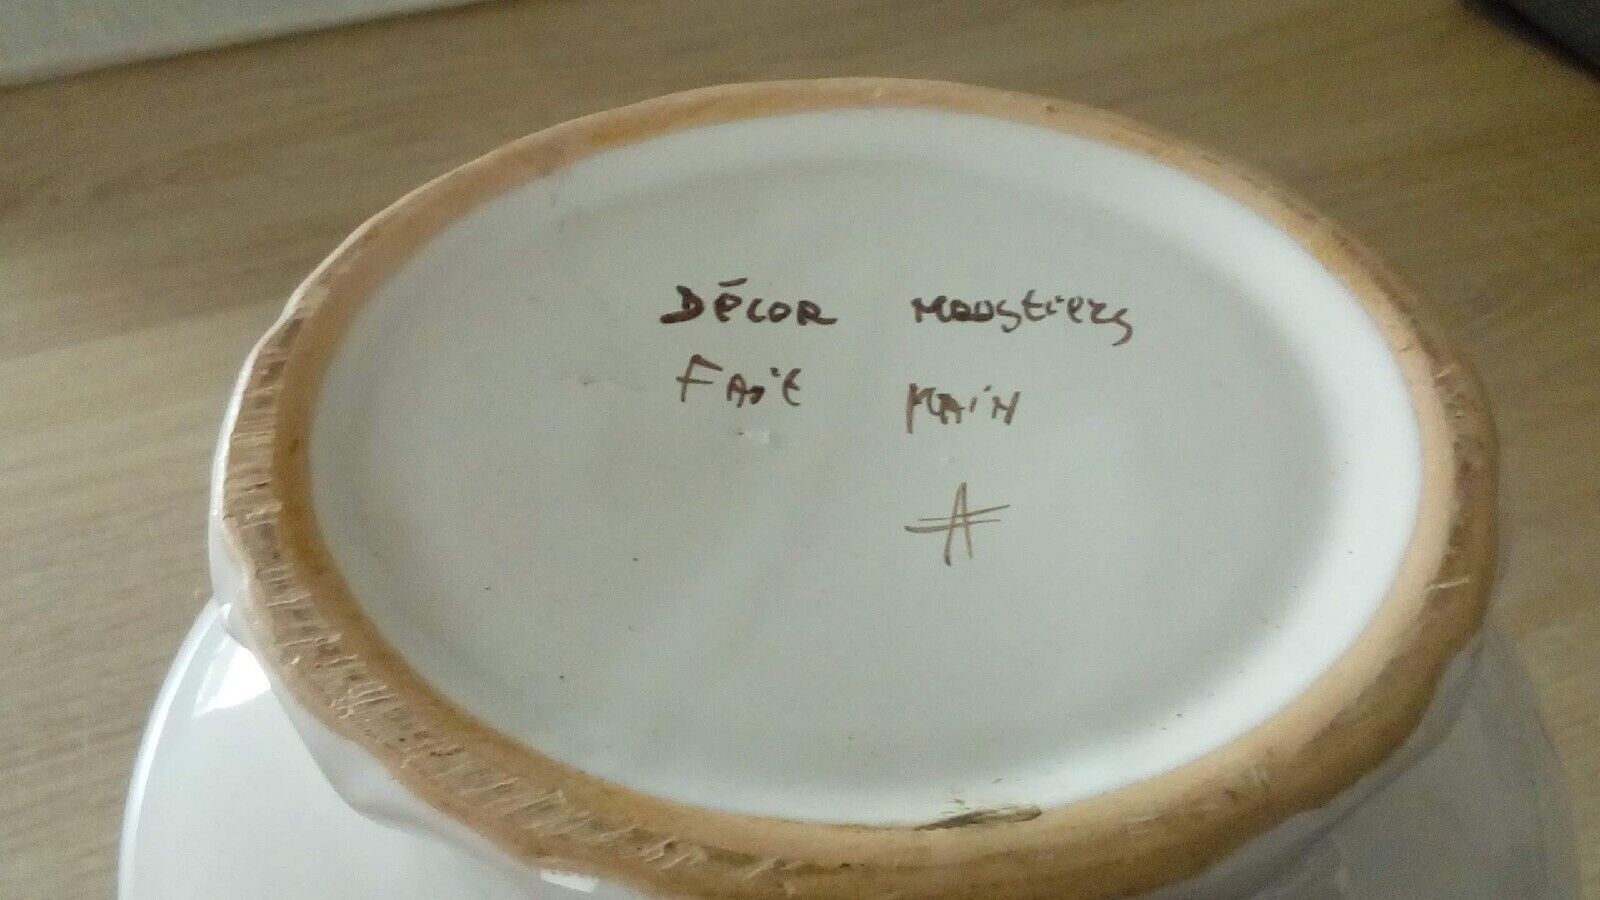 DÉCOR MOUSTIERS
FAit MAiN
A